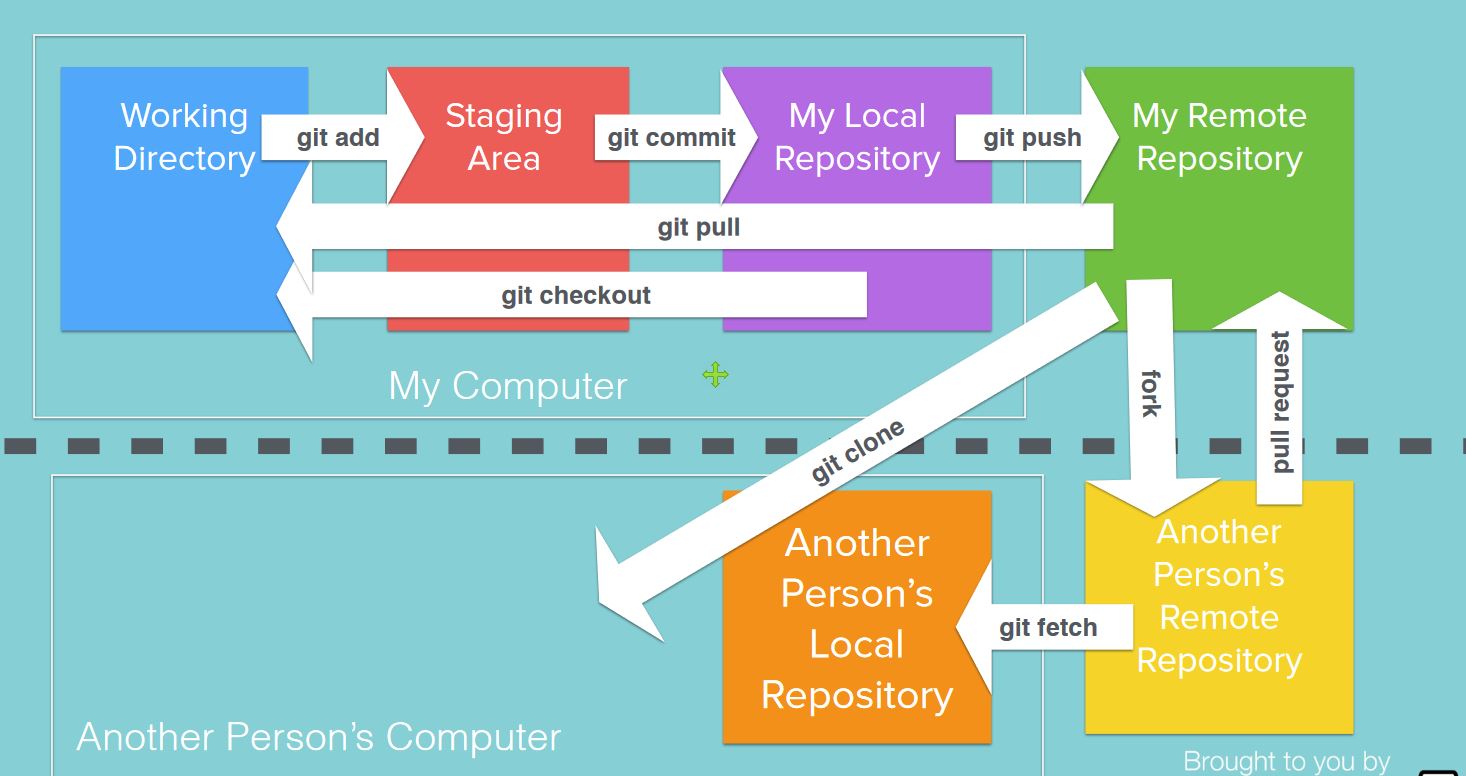 Working
Directory
git add
Staging
Area
git commit
My Local
Repository
git push
My Remote
Repository
git pull
git checkout
My Computer
git clone
fork
pull request
Another
Person's
Local
Repository
git fetch
Another
Person's
Remote
Repository
Another Person's Computer
Brought to you by